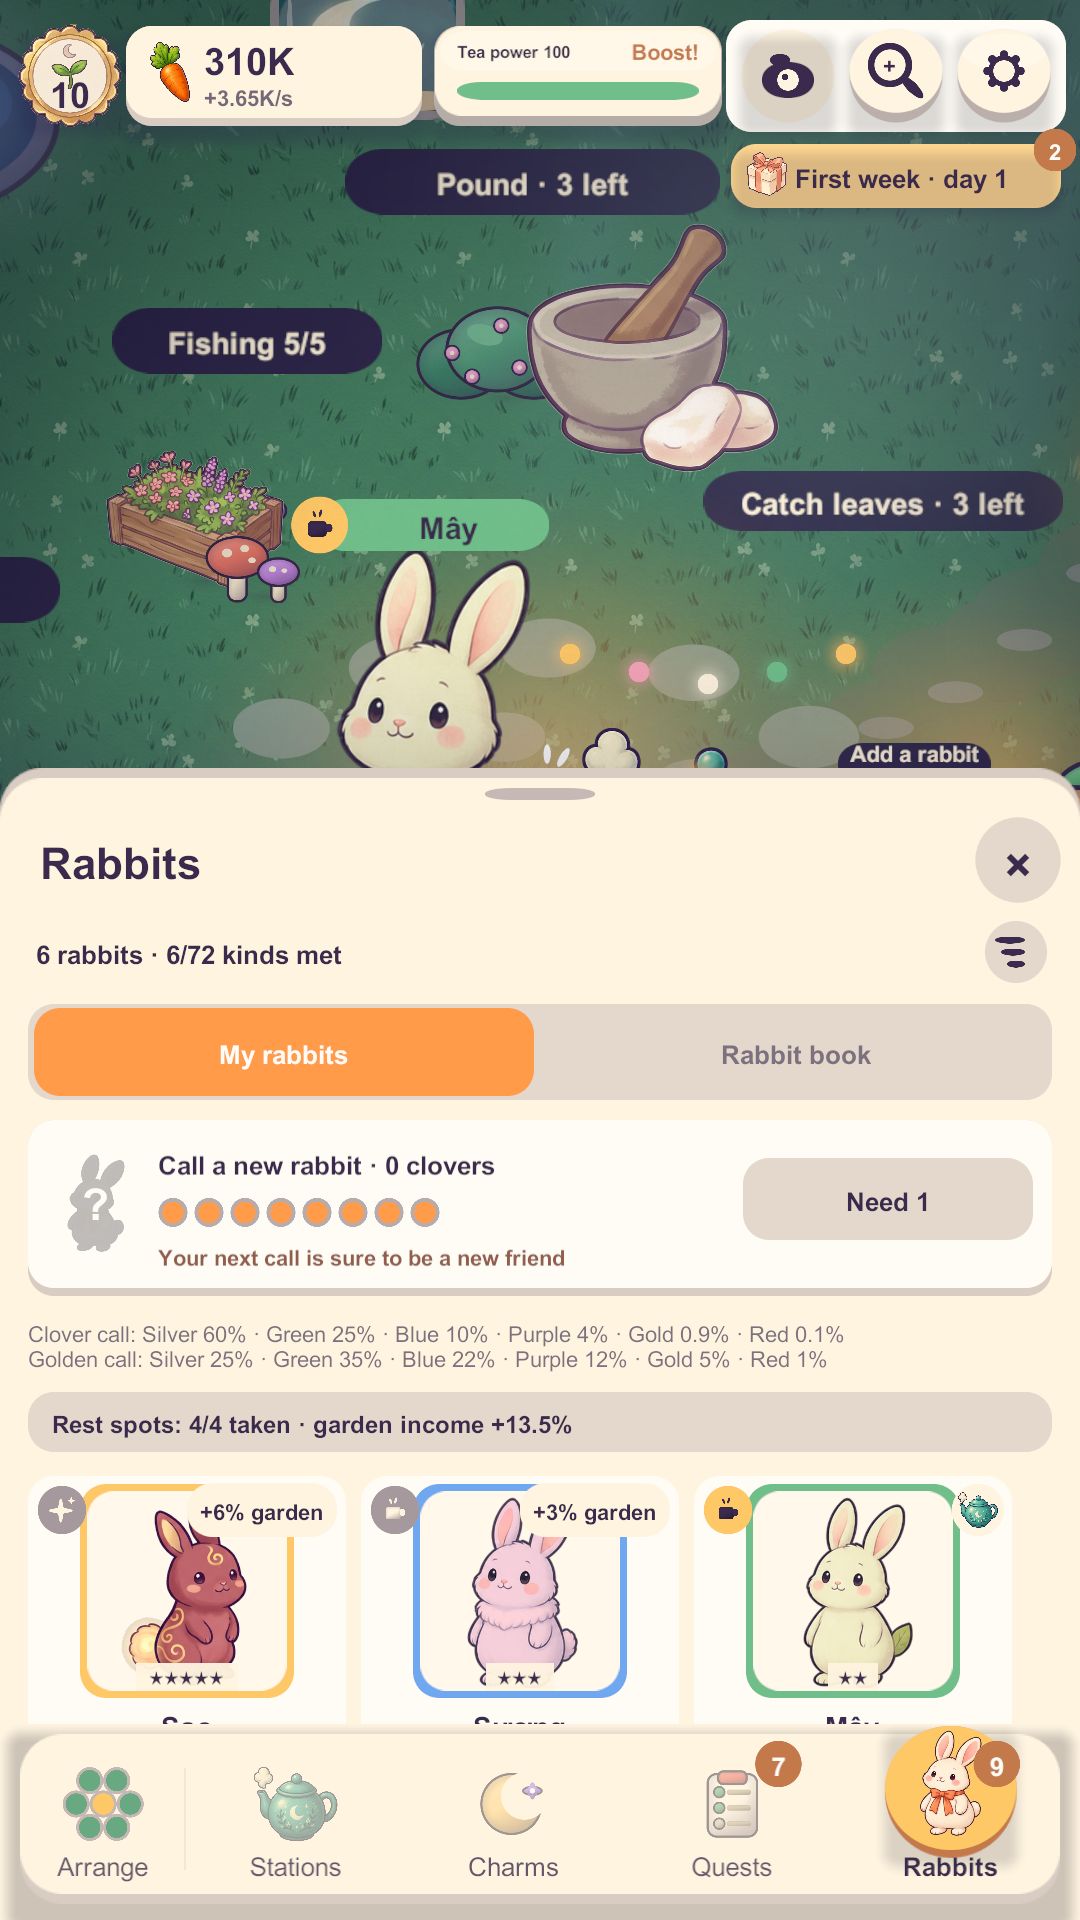 10
310K
+3.65K/s
Tea power 100
Boost!
2
First week · day 1
Pound · 3 left
Fishing 5/5
Catch leaves · 3 left
Mây
Add a rabbit
Rabbits
6 rabbits · 6/72 kinds met
My rabbits
Rabbit book
?
Call a new rabbit · 0 clovers
Your next call is sure to be a new friend
Need 1
Clover call: Silver 60% · Green 25% · Blue 10% · Purple 4% · Gold 0.9% · Red 0.1%
Golden call: Silver 25% · Green 35% · Blue 22% · Purple 12% · Gold 5% · Red 1%
Rest spots: 4/4 taken · garden income +13.5%
+6% garden
★★★★★
+3% garden
★★★
★★
Mây
Arrange
Stations
Charms
7
Quests
9
Rabbits